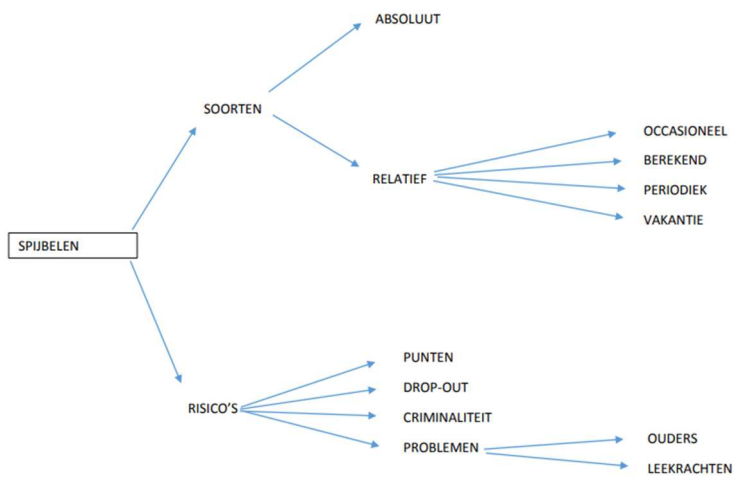 ABSOLUUT
SOORTEN
OCCASIONEEL
BEREKEND
RELATIEF
PERIODIEK
VAKANTIE
SPIJBELEN
PUNTEN
DROP-OUT
RISICO'S
CRIMINALITEIT
PROBLEMEN
OUDERS
LEEKRACHTEN